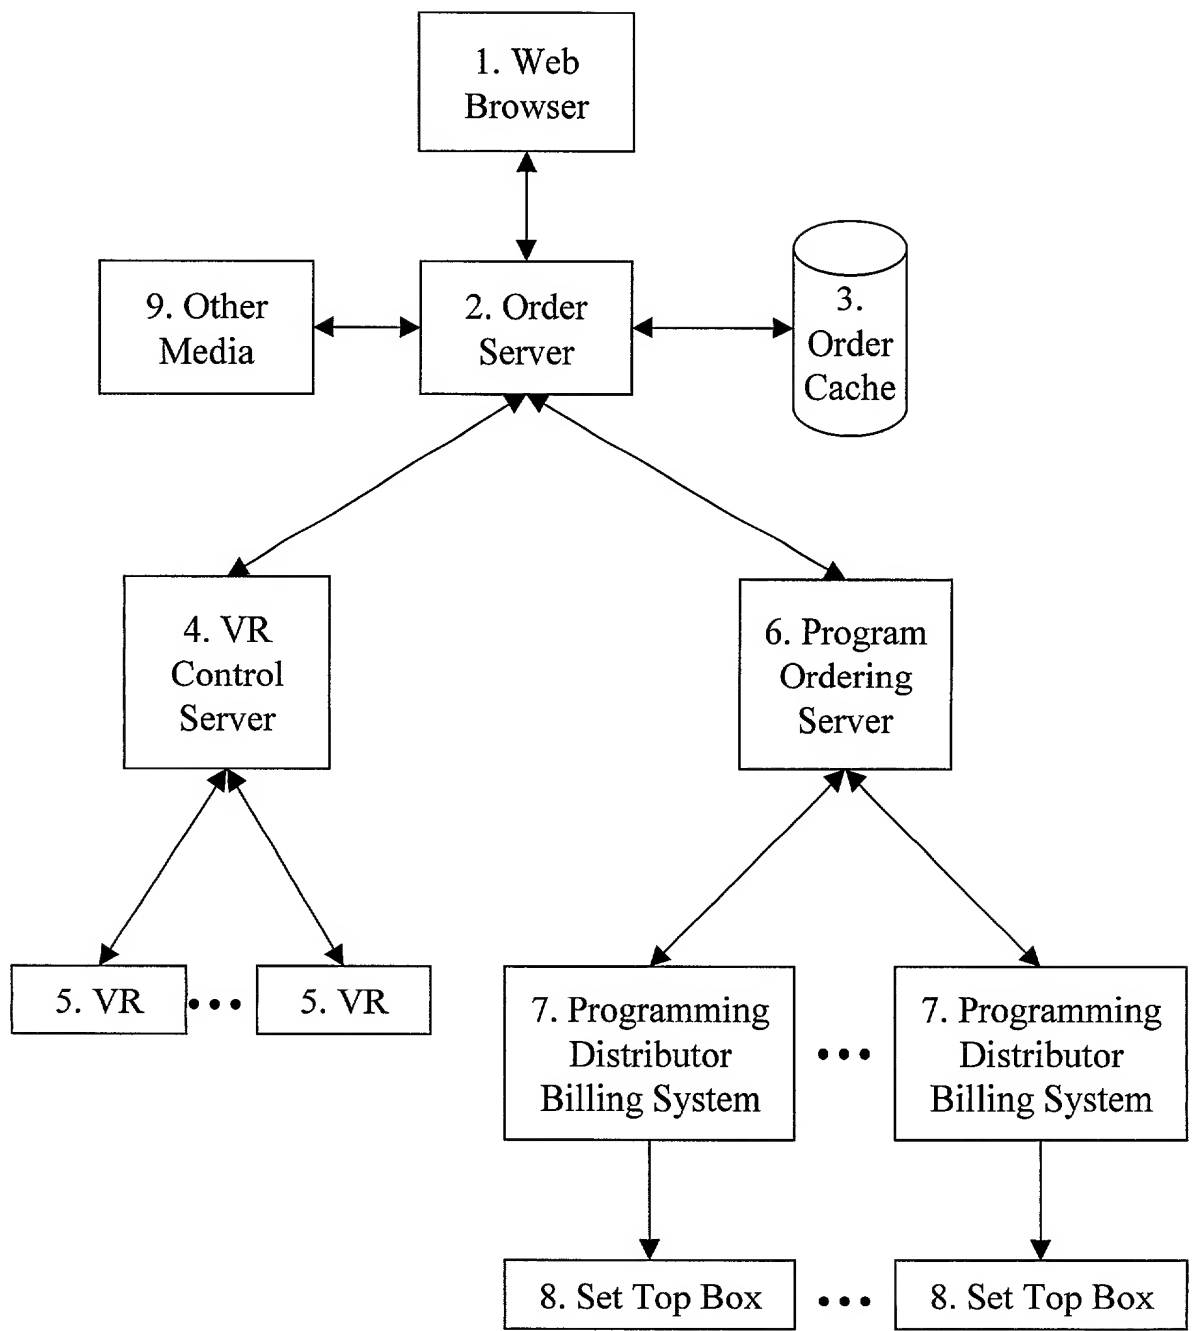 1. Web
Browser
9. Other
Media
2. Order
Server
3.
Order
Cache
4. VR
Control
Server
6. Program
Ordering
Server
5. VR
5. VR
7. Programming
Distributor
Billing System
7. Programming
Distributor
Billing System
8. Set Top Box
8. Set Top Box